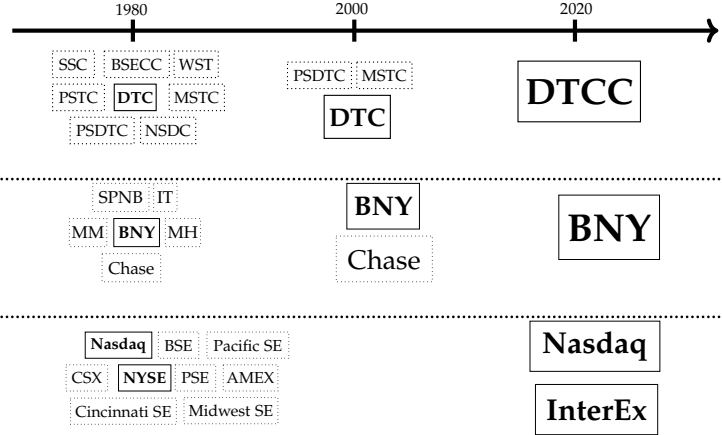 1980 2000 2020
SSC BSECC WST
PSTC DTC MSTC
PSDTC NSDC
PSDTC MSTC
DTC
DTCC
SPNB IT
MM BNY MH
Chase
BNY
Chase
BNY
Nasdaq BSE Pacific SE
CSX NYSE PSE AMEX
Cincinnati SE Midwest SE
Nasdaq
InterEx